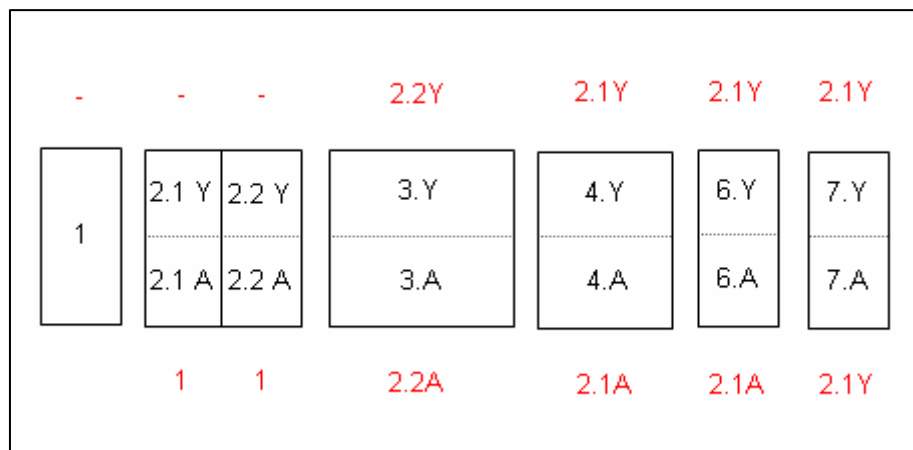 - - - 2.2Y 2.1Y 2.1Y 2.1Y
2.1 Y 2.2 Y 3.Y 4.Y 6.Y 7.Y
1
2.1 A 2.2 A 3.A 4.A 6.A 7.A
1 1 2.2A 2.1A 2.1A 2.1Y